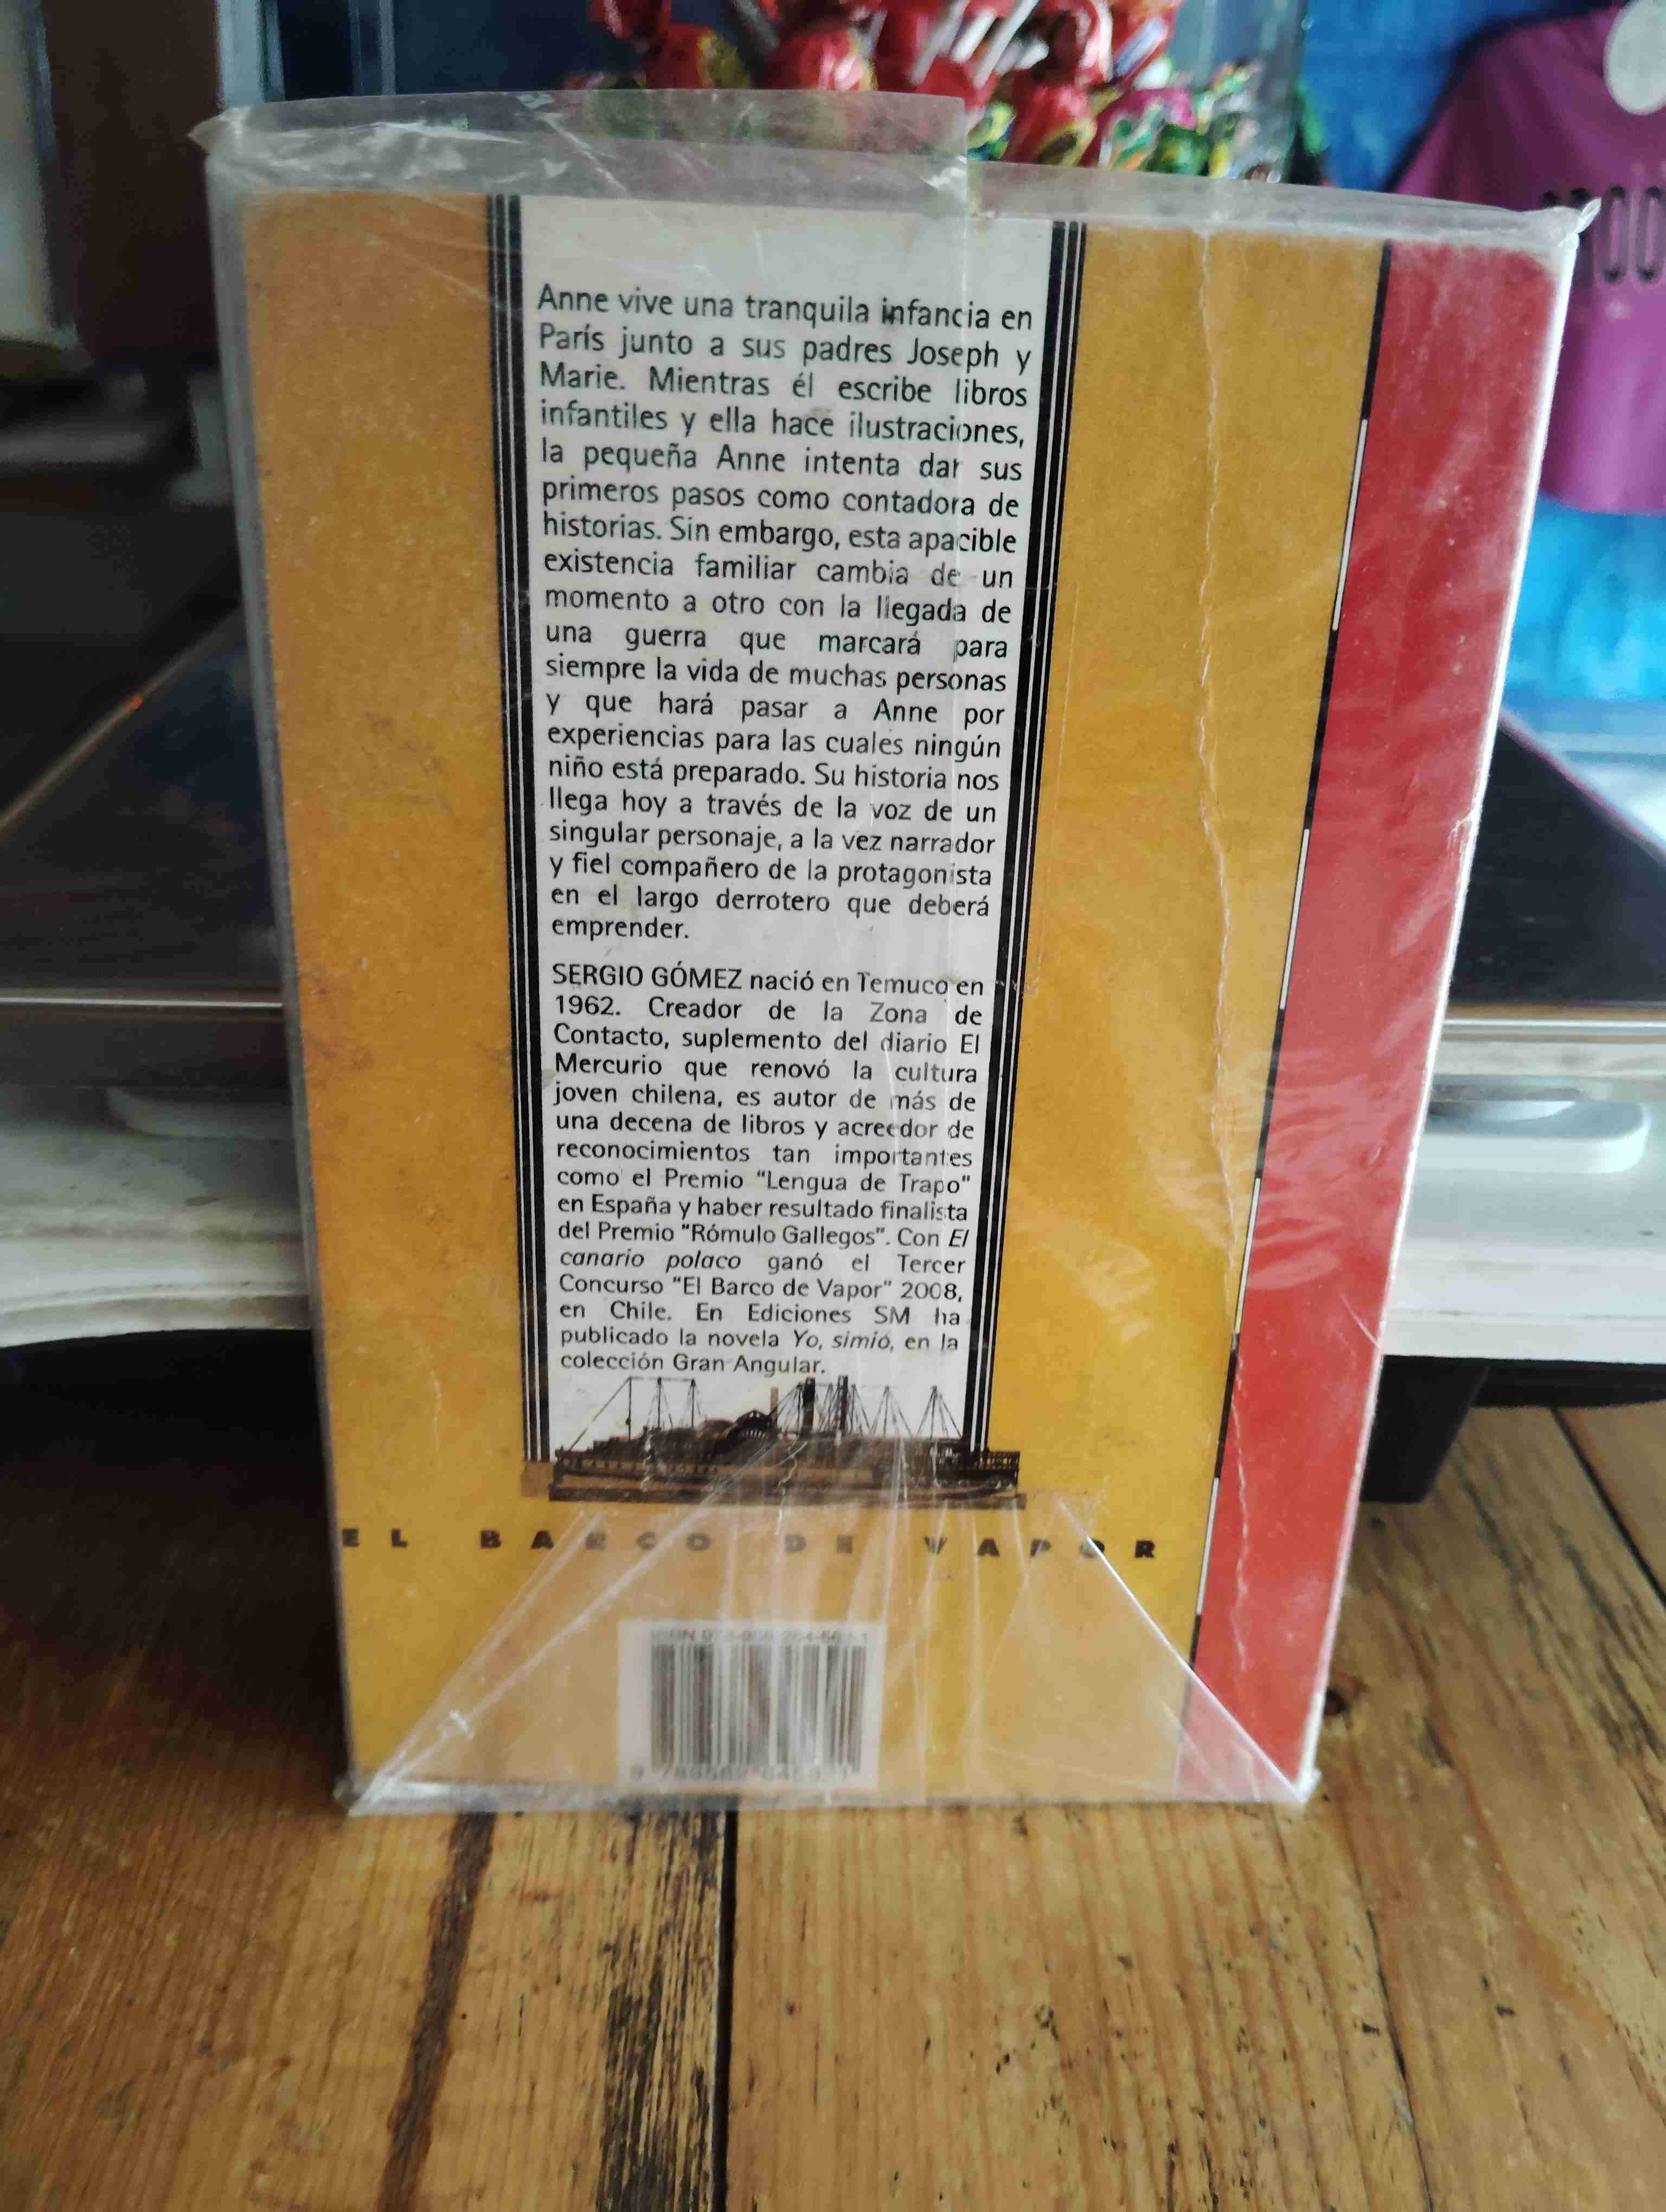 Anne vive una tranquila infancia en
París junto a sus padres Joseph y
Marie. Mientras él escribe libros
infantiles y ella hace ilustraciones,
la pequeña Anne intenta dar sus
primeros pasos como contadora de
historias. Sin embargo, esta apacible
existencia familiar cambia de un
momento a otro con la llegada de
una guerra que marcará para
siempre la vida de muchas personas
y que hará pasar a Anne por
experiencias para las cuales ningún
niño está preparado. Su historia nos
llega hoy a través de la voz de un
singular personaje, a la vez narrador
y fiel compañero de la protagonista
en el largo derrotero que deberá
emprender.
SERGIO GÓMEZ nació en Temuco en
1962. Creador de la Zona de
Contacto, suplemento del diario El
Mercurio que renovó la cultura
joven chilena, es autor de más de
una decena de libros y acreedor de
reconocimientos tan importantes
como el Premio "Lengua de Trapo"
en España y haber resultado finalista
del Premio "Rómulo Gallegos". Con El
canario polaco ganó el Tercer
Concurso "El Barco de Vapor" 2008,
en Chile. En Ediciones SM ha
publicado la novela Yo, simio, en la
colección Gran Angular.
EL BARCO DE VAPOR
ISBN